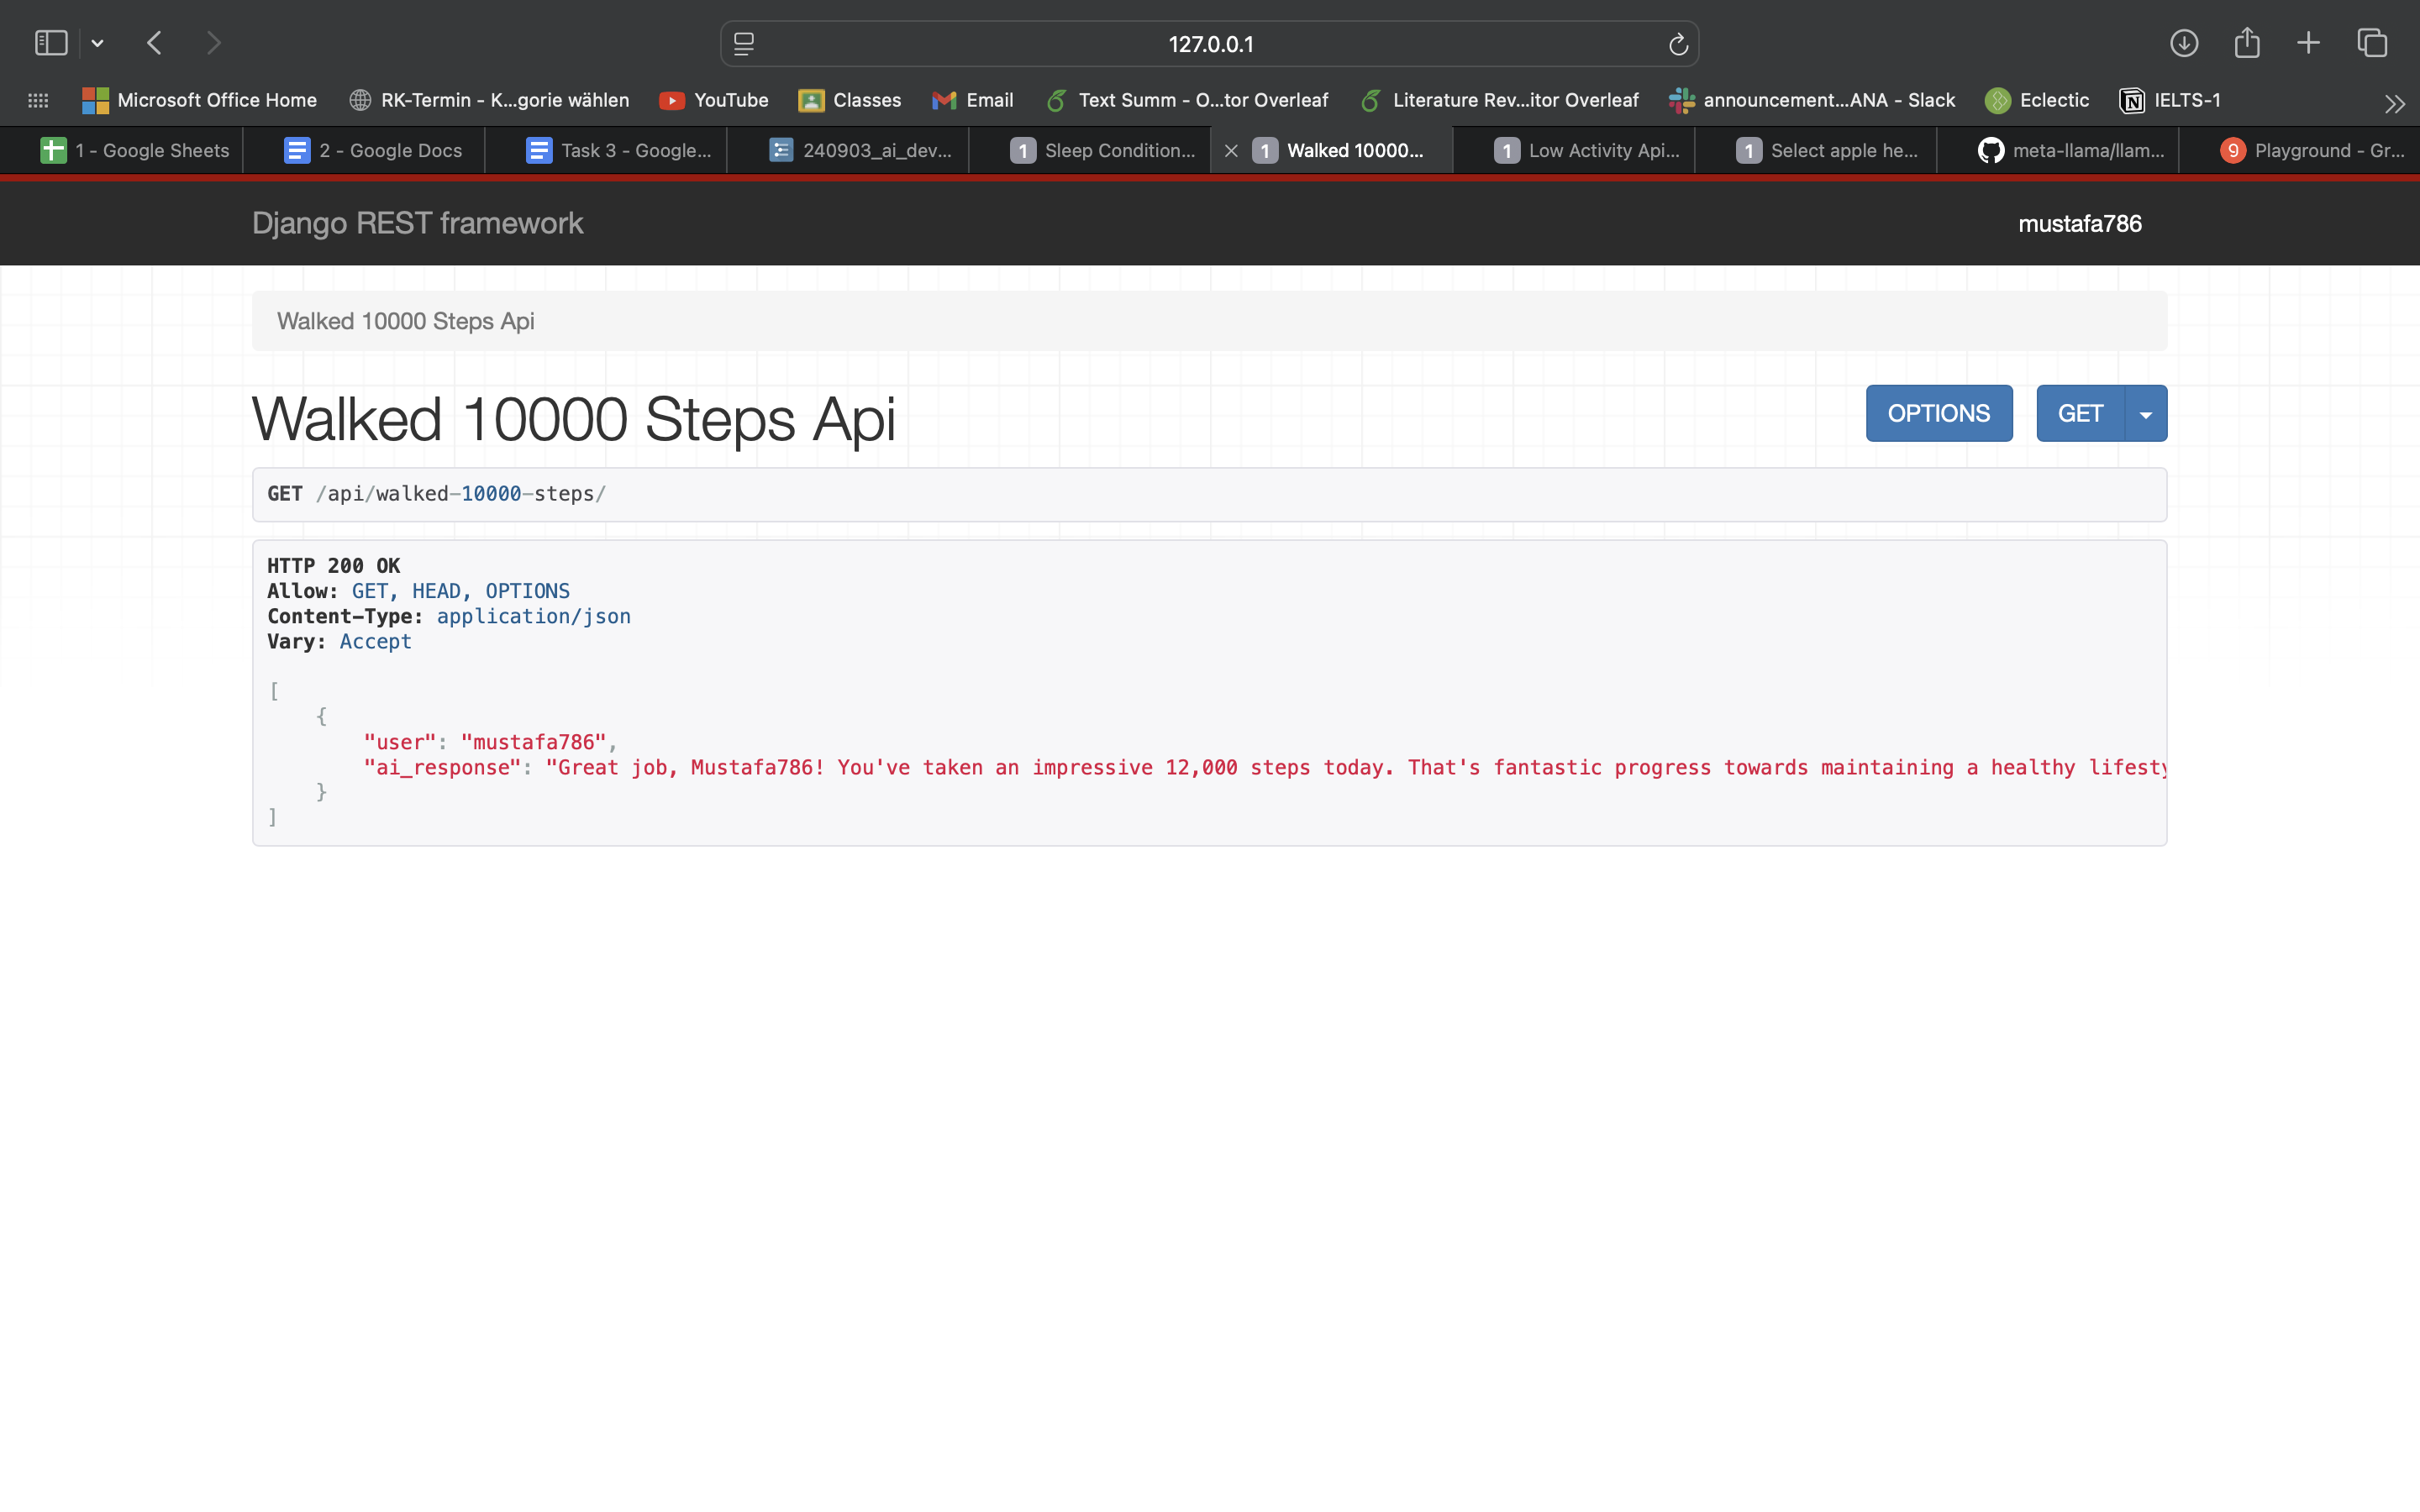 127.0.0.1
Microsoft Office Home RK-Termin - K...gorie wählen YouTube Classes Email Text Summ - O...tor Overleaf Literature Rev...itor Overleaf announcement...ANA - Slack Eclectic IELTS-1
1 - Google Sheets 2 - Google Docs Task 3 - Google... 240903_ai_dev... 1 Sleep Condition... 1 Walked 10000... 1 Low Activity Api... 1 Select apple he... meta-llama/llam... 9 Playground - Gr...
Django REST framework mustafa786
Walked 10000 Steps Api
Walked 10000 Steps Api OPTIONS GET
GET /api/walked-10000-steps/
HTTP 200 OK
Allow: GET, HEAD, OPTIONS
Content-Type: application/json
Vary: Accept
[
{
"user": "mustafa786",
"ai_response": "Great job, Mustafa786! You've taken an impressive 12,000 steps today. That's fantastic progress towards maintaining a healthy lifesty
}
]